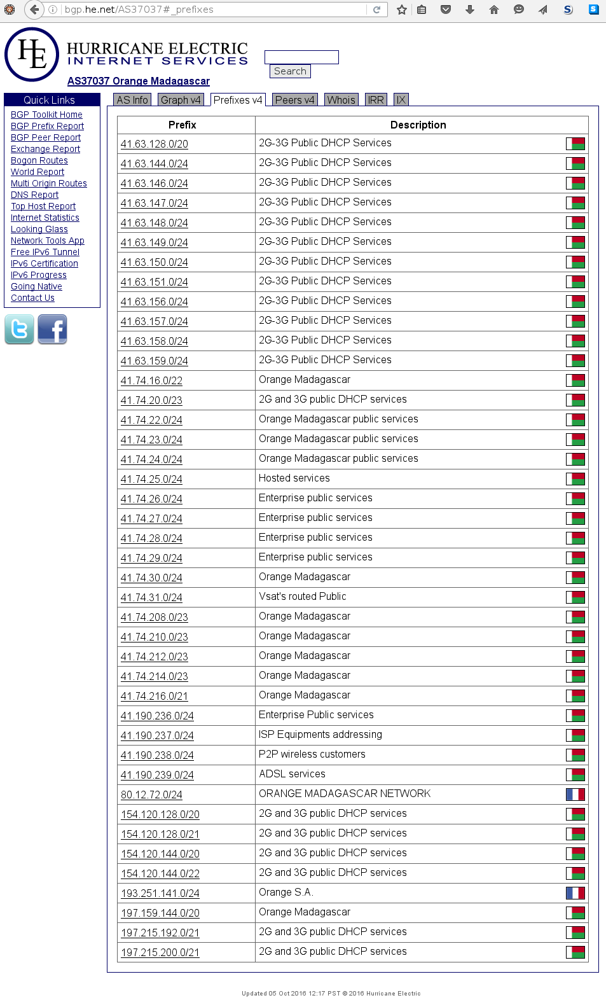 bgp.he.net/AS37037#_prefixes
HE
HURRICANE ELECTRIC
INTERNET SERVICES
Search
AS37037 Orange Madagascar
Quick Links
BGP Toolkit Home
BGP Prefix Report
BGP Peer Report
Exchange Report
Bogon Routes
World Report
Multi Origin Routes
DNS Report
Top Host Report
Internet Statistics
Looking Glass
Network Tools App
Free IPv6 Tunnel
IPv6 Certification
IPv6 Progress
Going Native
Contact Us
AS Info Graph v4 Prefixes v4 Peers v4 Whois IRR IX
Prefix Description
41.63.128.0/20 2G-3G Public DHCP Services
41.63.144.0/24 2G-3G Public DHCP Services
41.63.146.0/24 2G-3G Public DHCP Services
41.63.147.0/24 2G-3G Public DHCP Services
41.63.148.0/24 2G-3G Public DHCP Services
41.63.149.0/24 2G-3G Public DHCP Services
41.63.150.0/24 2G-3G Public DHCP Services
41.63.151.0/24 2G-3G Public DHCP Services
41.63.156.0/24 2G-3G Public DHCP Services
41.63.157.0/24 2G-3G Public DHCP Services
41.63.158.0/24 2G-3G Public DHCP Services
41.63.159.0/24 2G-3G Public DHCP Services
41.74.16.0/22 Orange Madagascar
41.74.20.0/23 2G and 3G public DHCP services
41.74.22.0/24 Orange Madagascar public services
41.74.23.0/24 Orange Madagascar public services
41.74.24.0/24 Orange Madagascar public services
41.74.25.0/24 Hosted services
41.74.26.0/24 Enterprise public services
41.74.27.0/24 Enterprise public services
41.74.28.0/24 Enterprise public services
41.74.29.0/24 Enterprise public services
41.74.30.0/24 Orange Madagascar
41.74.31.0/24 Vsat's routed Public
41.74.208.0/23 Orange Madagascar
41.74.210.0/23 Orange Madagascar
41.74.212.0/23 Orange Madagascar
41.74.214.0/23 Orange Madagascar
41.74.216.0/21 Orange Madagascar
41.190.236.0/24 Enterprise Public services
41.190.237.0/24 ISP Equipments addressing
41.190.238.0/24 P2P wireless customers
41.190.239.0/24 ADSL services
80.12.72.0/24 ORANGE MADAGASCAR NETWORK
154.120.128.0/20 2G and 3G public DHCP services
154.120.128.0/21 2G and 3G public DHCP services
154.120.144.0/20 2G and 3G public DHCP services
154.120.144.0/22 2G and 3G public DHCP services
193.251.141.0/24 Orange S.A.
197.159.144.0/20 Orange Madagascar
197.215.192.0/21 2G and 3G public DHCP services
197.215.200.0/21 2G and 3G public DHCP services
Updated 05 Oct 2016 12:17 PST © 2016 Hurricane Electric